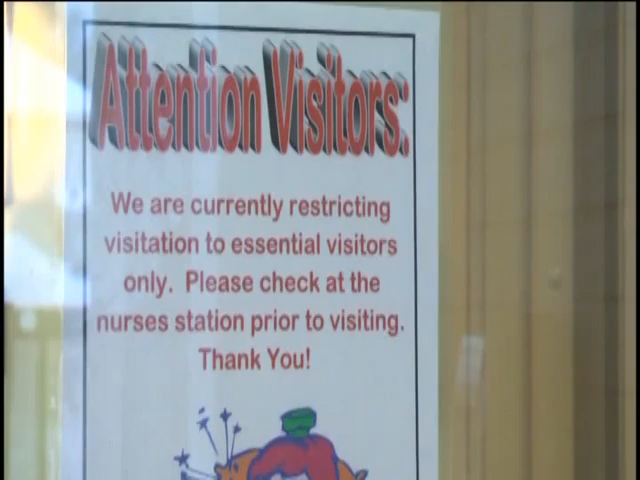 Attention Visitors:
We are currently restricting
visitation to essential visitors
only.  Please check at the
nurses station prior to visiting.
Thank You!